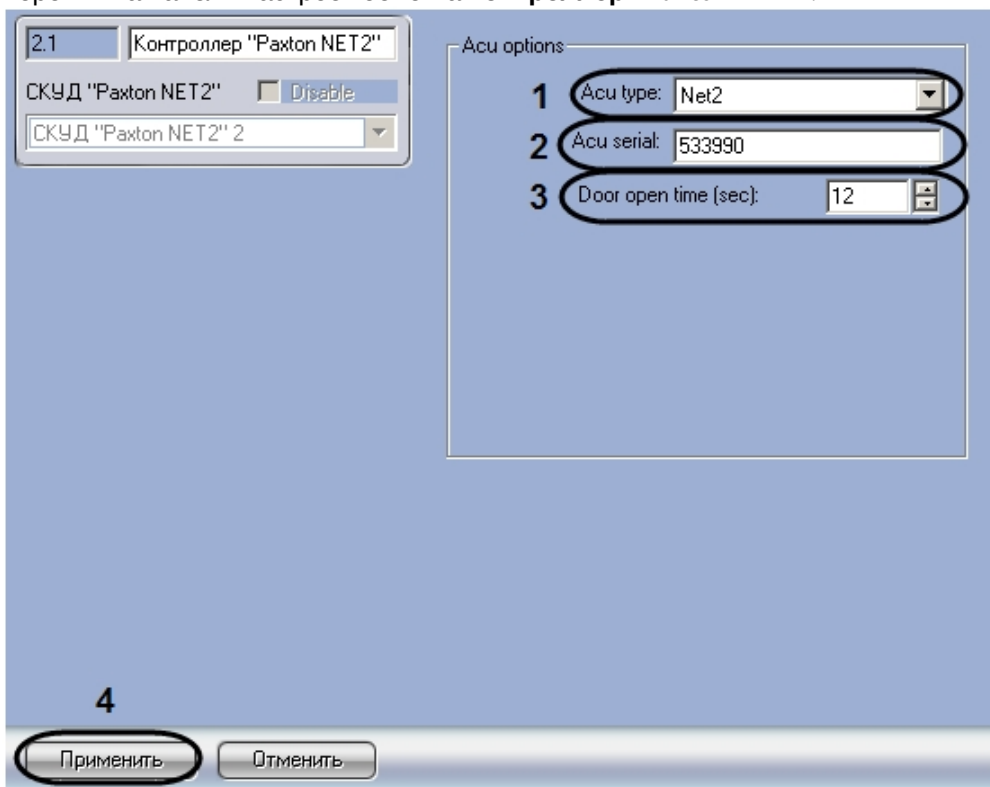 2.1 Контроллер "Paxton NET2"
СКУД "Paxton NET2" Disable
СКУД "Paxton NET2" 2
Acu options
1 Acu type: Net2
2 Acu serial: 533990
3 Door open time (sec): 12
4
Применить Отменить